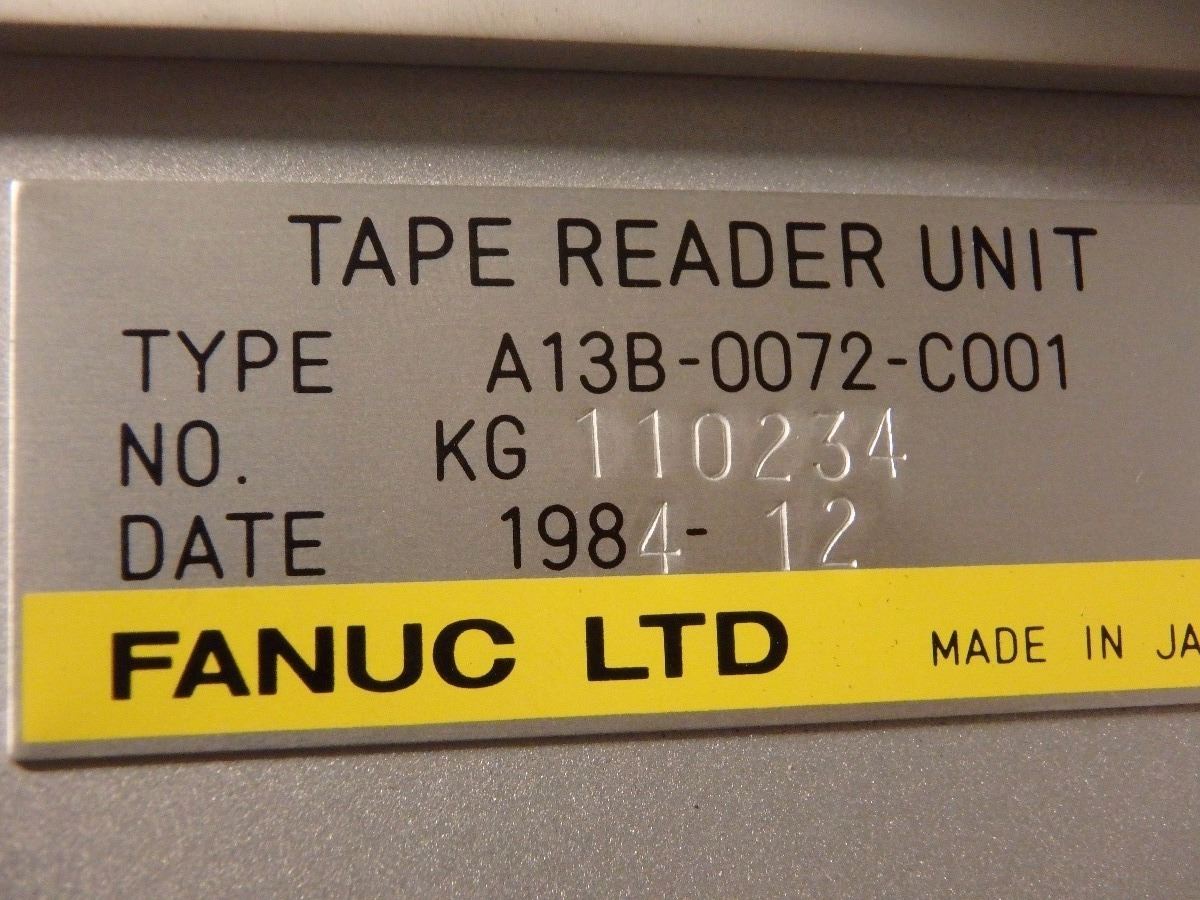 TAPE READER UNIT
TYPE A13B-0072-C001
NO. KG 110234
DATE 1984-12
FANUC LTD MADE IN JA